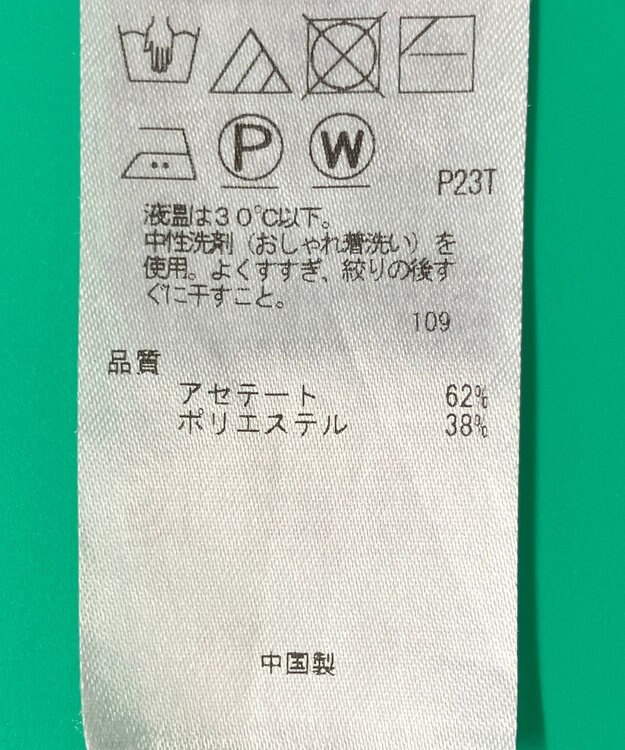 P W
P23T
液温は30℃以下。
中性洗剤（おしゃれ着洗い）を
使用。よくすすぎ、絞りの後す
ぐに干すこと。
109
品質
アセテート 62%
ポリエステル 38%
中国製